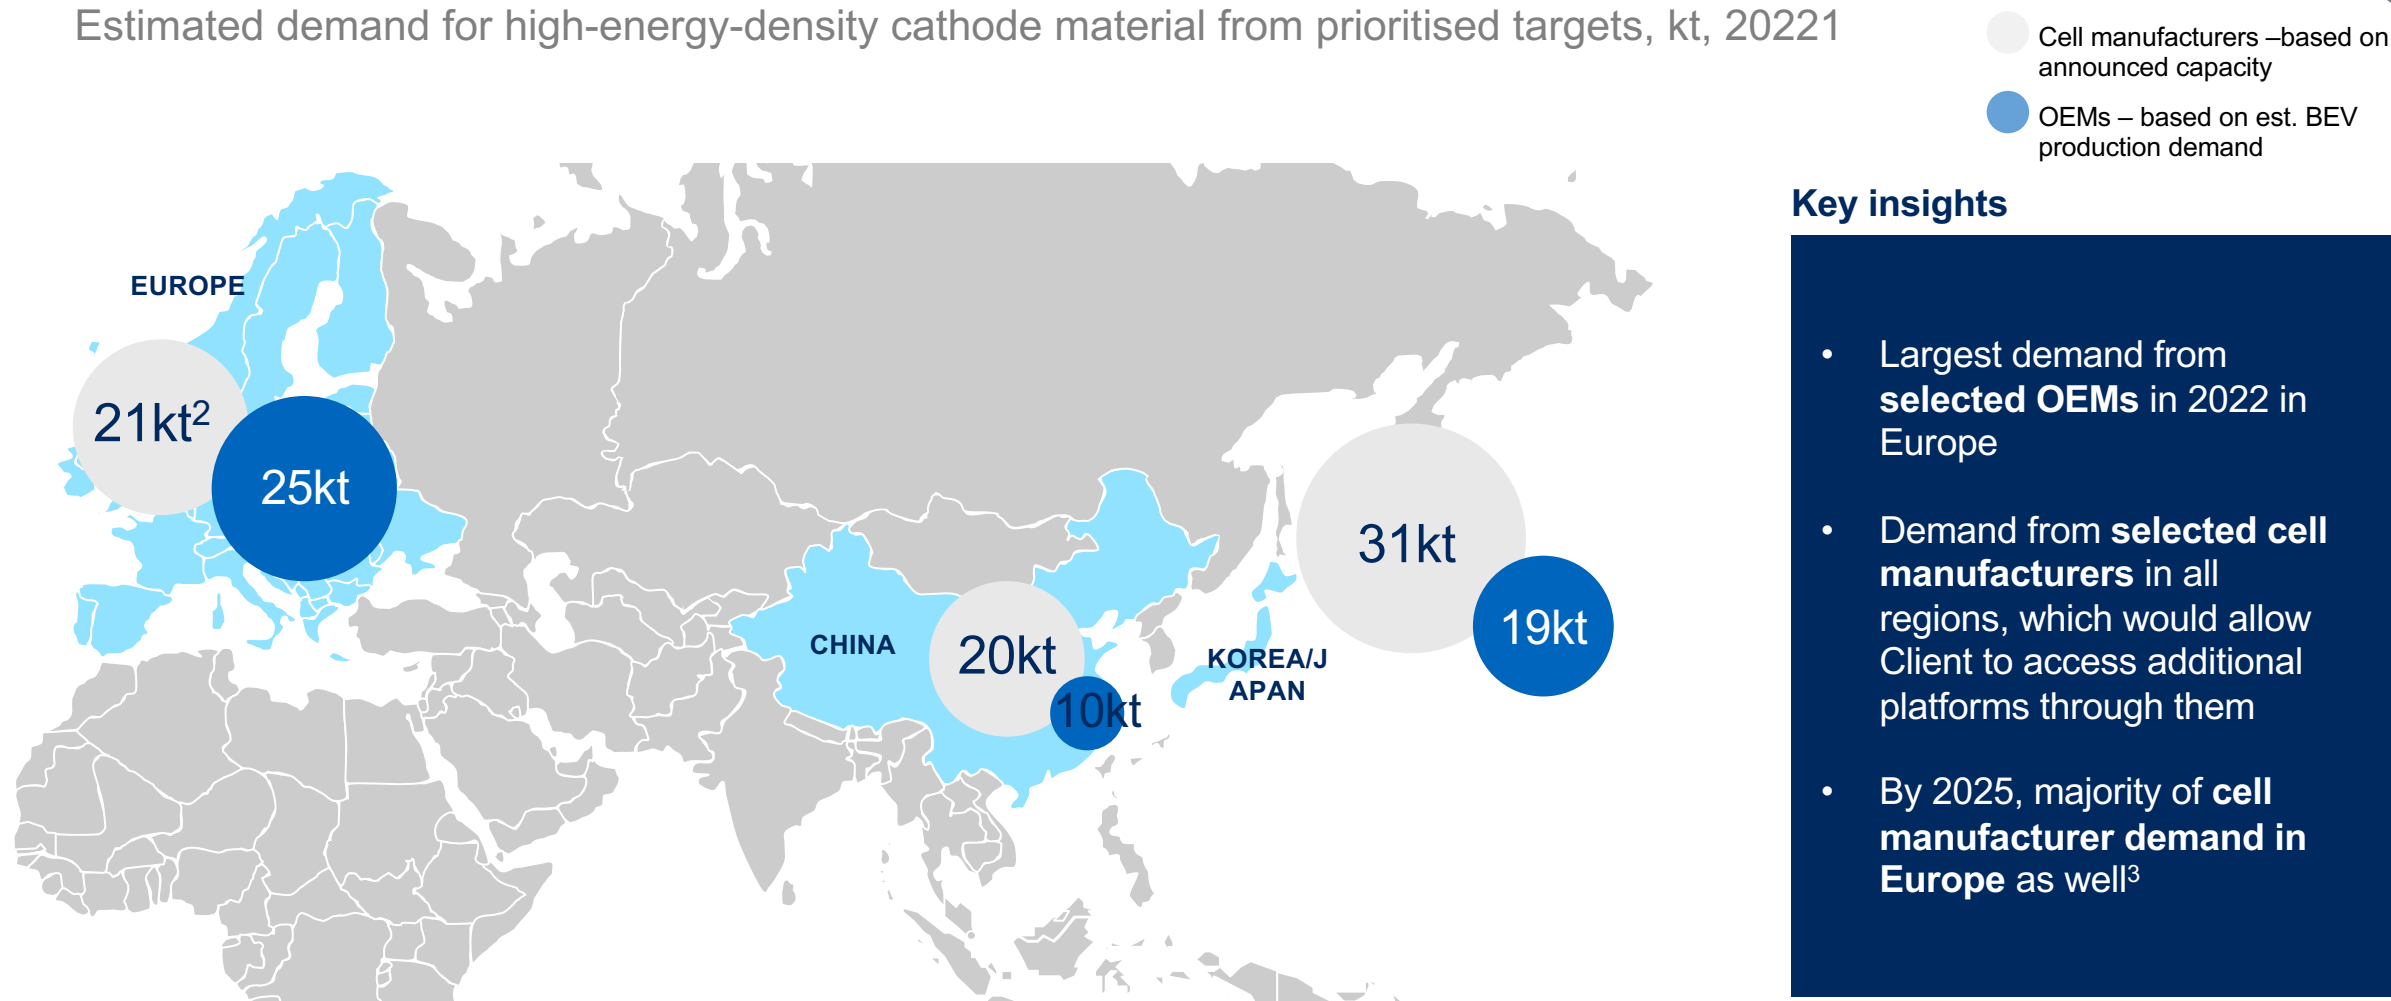 Estimated demand for high-energy-density cathode material from prioritised targets, kt, 20221
Cell manufacturers –based on
announced capacity
OEMs – based on est. BEV
production demand
EUROPE
21kt2
25kt
CHINA
20kt
10kt
KOREA/J
APAN
31kt
19kt
Key insights
• Largest demand from
selected OEMs in 2022 in
Europe
• Demand from selected cell
manufacturers in all
regions, which would allow
Client to access additional
platforms through them
• By 2025, majority of cell
manufacturer demand in
Europe as well3